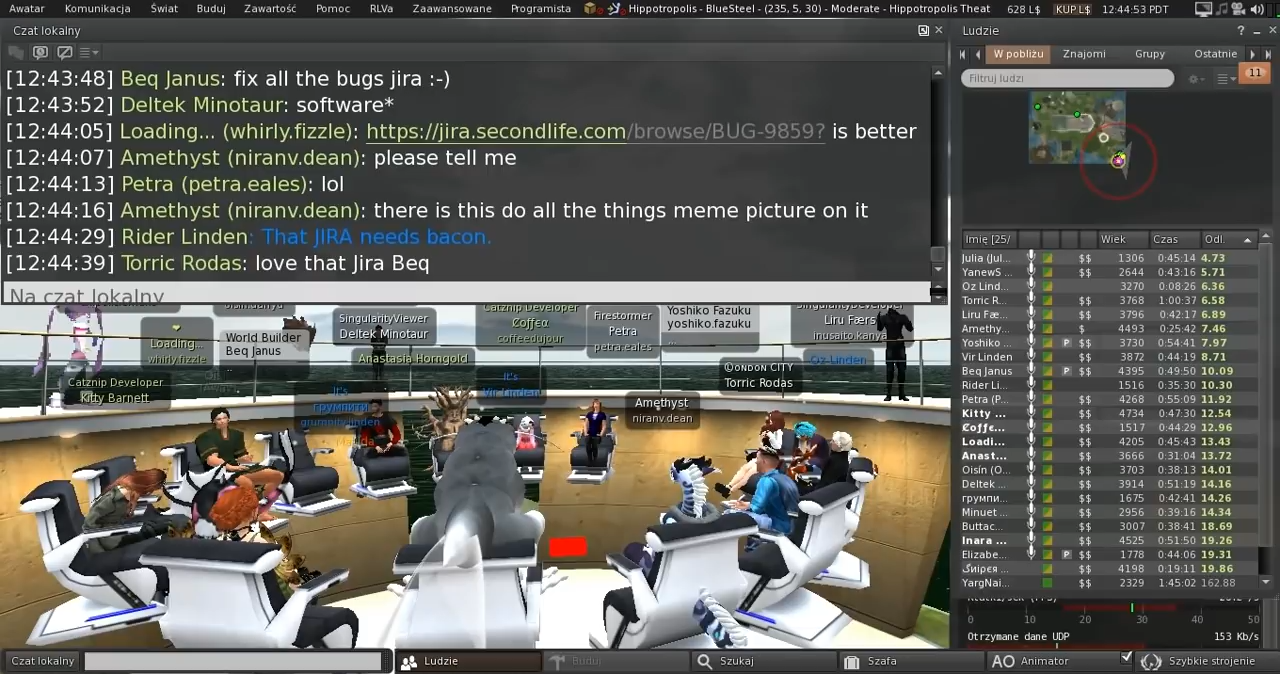 Awatar Komunikacja Świat Buduj Zawartość Pomoc RLVa Zaawansowane Programista Hippotropolis - BlueSteel - (235, 5, 30) - Moderate - Hippotropolis Theat 628 L$ KUP L$ 12:44:53 PDT
Czat lokalny
[12:43:48] Beq Janus: fix all the bugs jira :-)
[12:43:52] Deltek Minotaur: software*
[12:44:05] Loading... (whirly.fizzle): https://jira.secondlife.com/browse/BUG-9859? is better
[12:44:07] Amethyst (niranv.dean): please tell me
[12:44:13] Petra (petra.eales): lol
[12:44:16] Amethyst (niranv.dean): there is this do all the things meme picture on it
[12:44:29] Rider Linden: That JIRA needs bacon.
[12:44:39] Torric Rodas: love that Jira Beq
Na czat lokalny
Loading...
whirly.fizzle
World Builder
Beq Janus
SingularityViewer
Deltek Minotaur
Catznip Developer
Coffee
coffeedujour
Firestormer
Petra
petra.eales
Yoshiko Fazuku
yoshiko.fazuku
...
SingularityDeveloper
Liru Færs
inusaito.kanya
Catznip Developer
Kitty Barnett
Anastasia Horngold
It's
Vir Linden
Oz Linden
©ONDON CITY
Torric Rodas
It's
грумпити
grumpity.linden
Amethyst
niranv.dean
Ludzie
W pobliżu Znajomi Grupy Ostatnie
11
Filtruj ludzi
Imię [25/ Wiek Czas Odl.
Julia (Jul... $$ 1306 0:45:14 4.73
YanewS ... $$ 2644 0:43:16 5.71
Oz Lind... 3270 0:08:26 6.36
Torric R... $$ 3768 1:00:37 6.58
Liru Fæ... $$ 3796 0:42:17 6.89
Amethy... $ 4493 0:25:42 7.46
Yoshiko ... P $$ 3730 0:54:41 7.97
Vir Linden $$ 3872 0:44:19 8.71
Beq Janus P $$ 4395 0:49:50 10.09
Rider Li... 1516 0:35:30 10.30
Petra (P... $$ 4268 0:55:09 11.92
Kitty ... $$ 4734 0:47:30 12.54
Coffe... $$ 1517 0:44:29 12.96
Loadi... $$ 4205 0:45:43 13.43
Anast... $$ 3666 0:31:04 13.72
Oisín (O... $$ 3703 0:38:13 14.01
Deltek ... $$ 3914 0:51:19 14.16
грумпи... $$ 1675 0:42:41 14.26
Minuet ... $$ 2956 0:39:16 14.34
Buttac... $$ 3007 0:38:41 18.69
Inara ... $$ 4525 0:51:50 19.26
Elizabe... P $$ 1778 0:44:06 19.31
$$ 4198 0:19:11 19.86
YargNai... $$ 2329 1:45:02 162.88
0 10 20 30 40 50
Otrzymane dane UDP 153 Kb/s
Czat lokalny Ludzie Buduj Szukaj Szafa AO Animator Szybkie strojenie